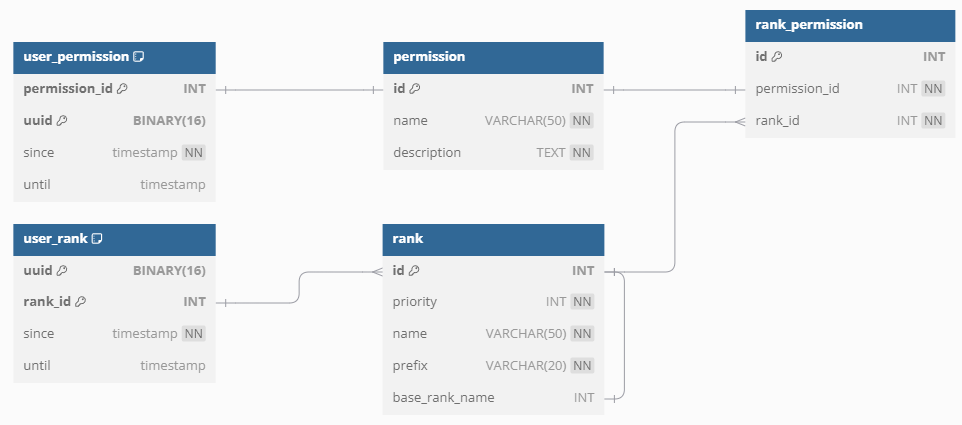 user_permission
permission_id INT
uuid BINARY(16)
since timestamp NN
until timestamp
permission
id INT
name VARCHAR(50) NN
description TEXT NN
rank_permission
id INT
permission_id INT NN
rank_id INT NN
user_rank
uuid BINARY(16)
rank_id INT
since timestamp NN
until timestamp
rank
id INT
priority INT NN
name VARCHAR(50) NN
prefix VARCHAR(20) NN
base_rank_name INT